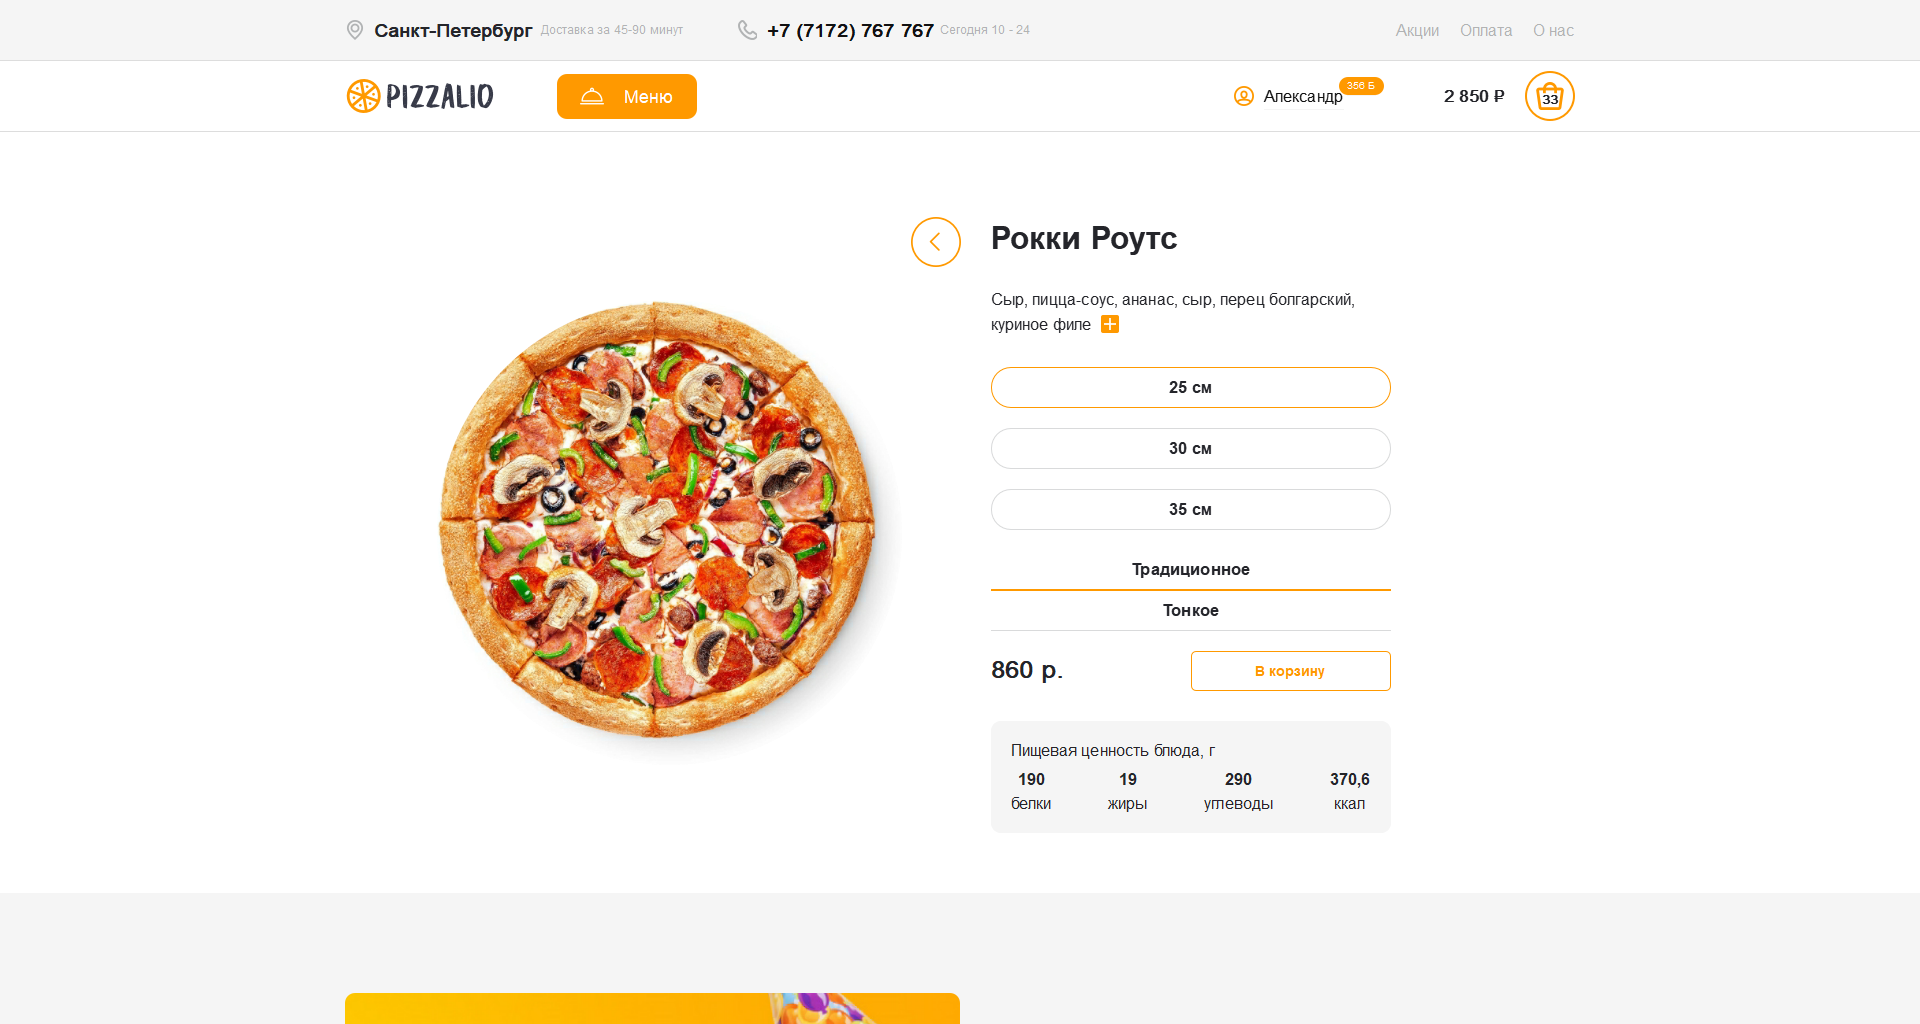 Санкт-Петербург Доставка за 45-90 минут +7 (7172) 767 767 Сегодня 10 - 24 Акции Оплата О нас
PIZZALIO Меню Александр 356 Б 2 850 ₽ 33
Рокки Роутс
Сыр, пицца-соус, ананас, сыр, перец болгарский,
куриное филе
25 см
30 см
35 см
Традиционное
Тонкое
860 р. В корзину
Пищевая ценность блюда, г
190 19 290 370,6
белки жиры углеводы ккал